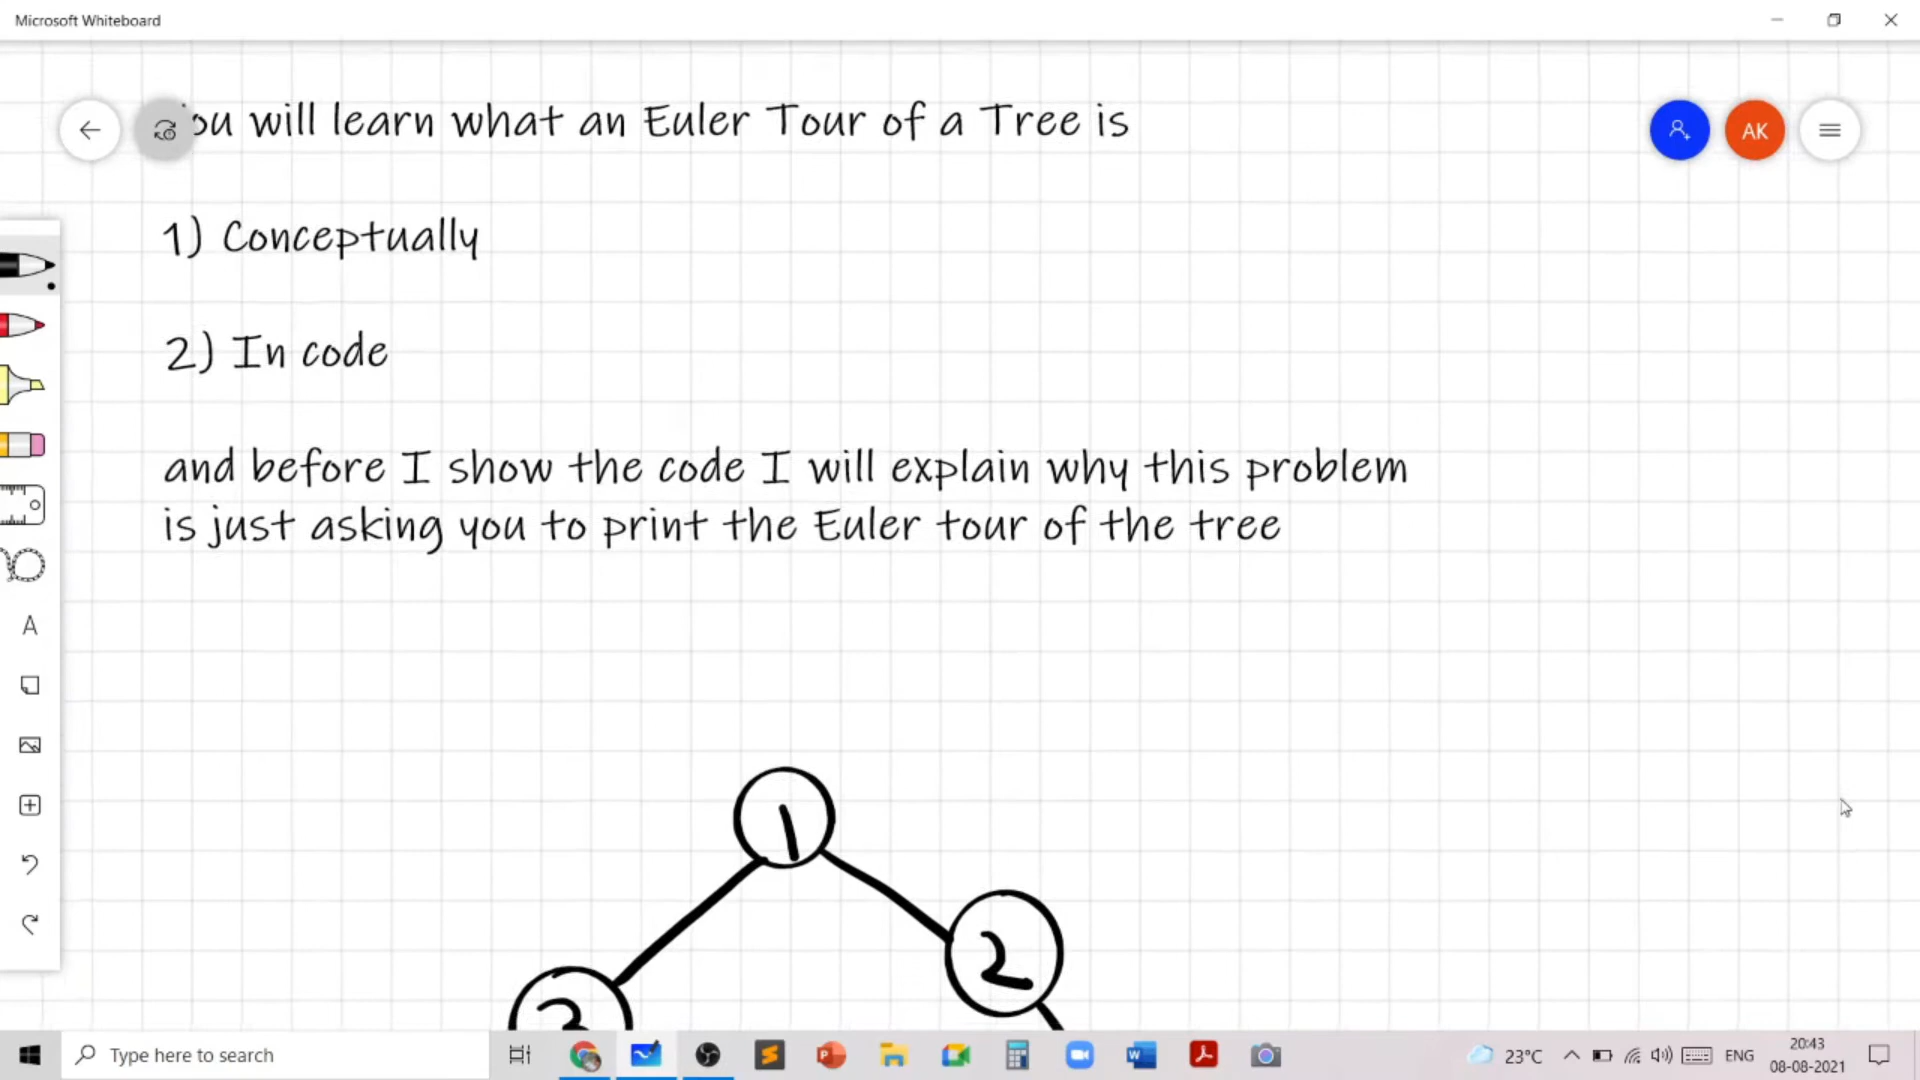 Microsoft Whiteboard
ou will learn what an Euler Tour of a Tree is
AK
1) Conceptually
2) In code
and before I show the code I will explain why this problem
is just asking you to print the Euler tour of the tree
A
1
2
3
Type here to search
23°C
ENG
20:43
08-08-2021